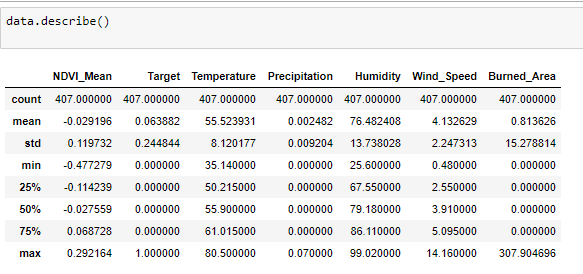 data.describe()
NDVI_Mean Target Temperature Precipitation Humidity Wind_Speed Burned_Area
count 407.000000 407.000000 407.000000 407.000000 407.000000 407.000000 407.000000
mean -0.029196 0.063882 55.523931 0.002482 76.482408 4.132629 0.813626
std 0.119732 0.244844 8.120177 0.009204 13.738028 2.247313 15.278814
min -0.477279 0.000000 35.140000 0.000000 25.600000 0.480000 0.000000
25% -0.114239 0.000000 50.215000 0.000000 67.550000 2.550000 0.000000
50% -0.027559 0.000000 55.900000 0.000000 79.180000 3.910000 0.000000
75% 0.068728 0.000000 61.015000 0.000000 86.110000 5.095000 0.000000
max 0.292164 1.000000 80.500000 0.070000 99.020000 14.160000 307.904696